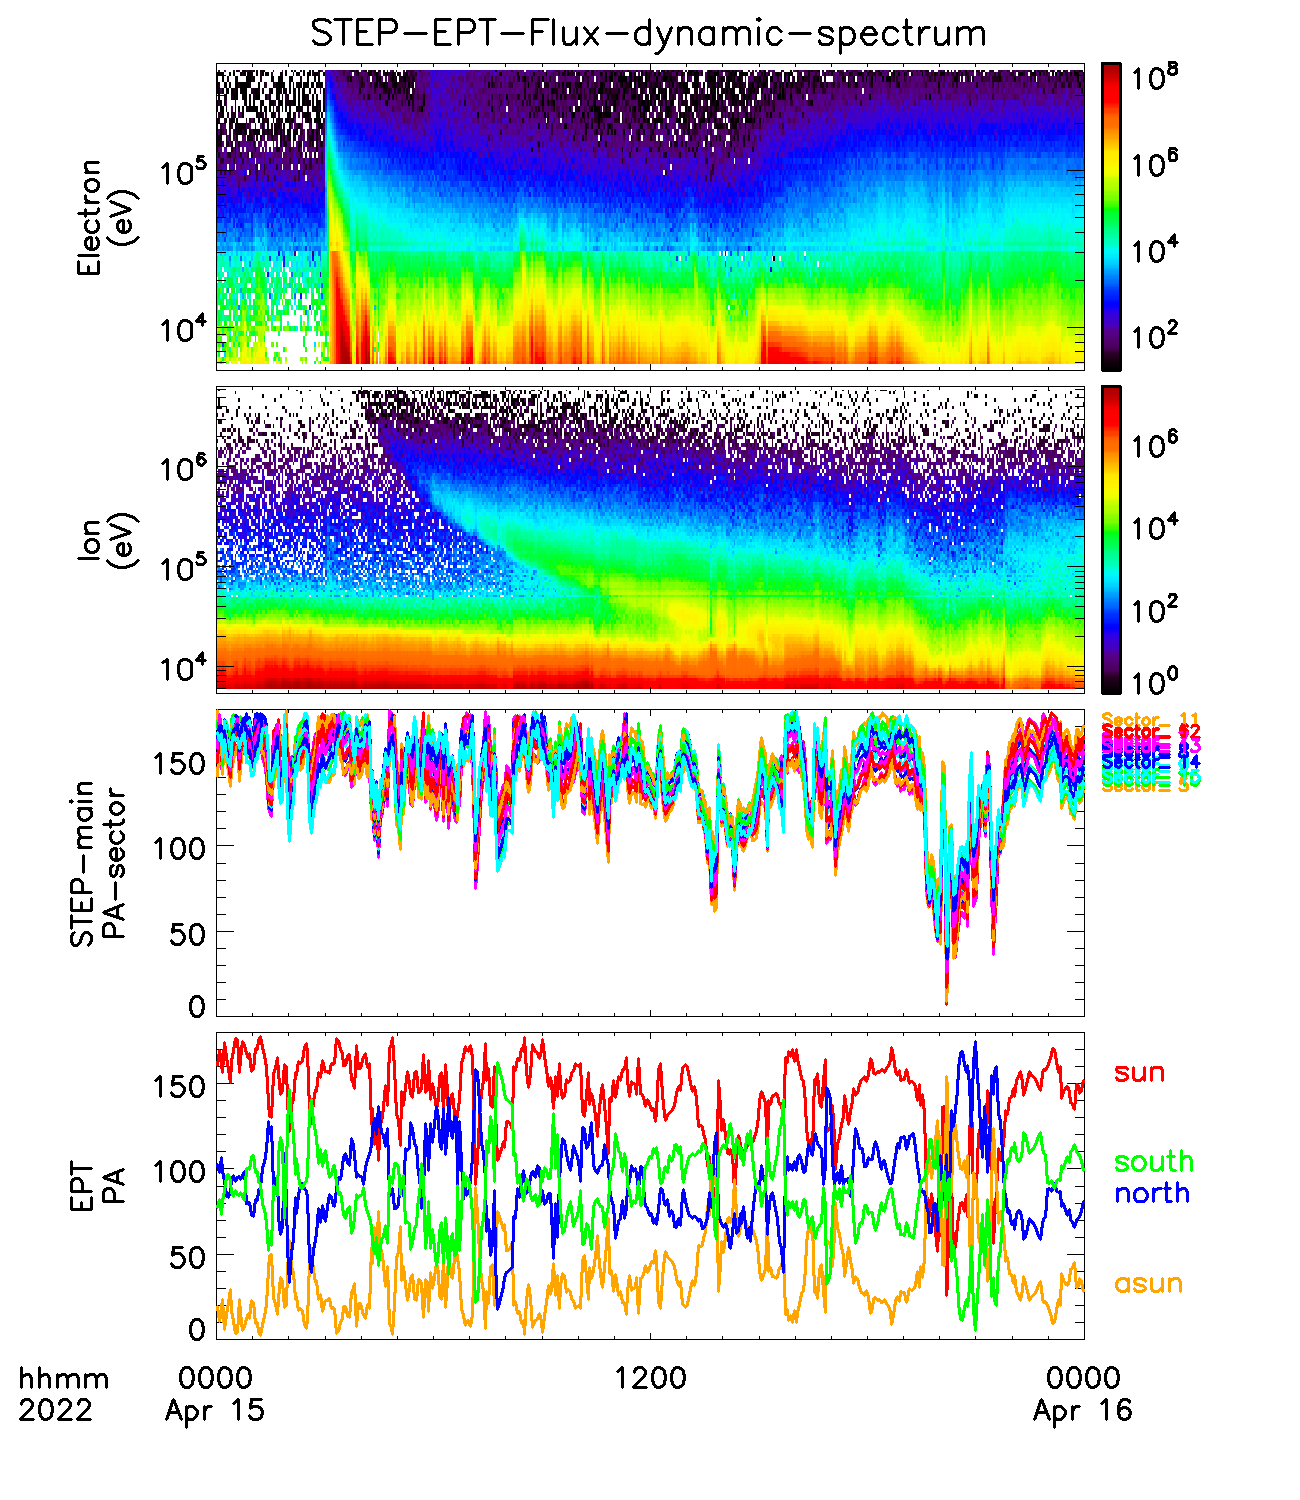 STEP-EPT-Flux-dynamic-spectrum
Electron
(eV)
10^5
10^4
10^8
10^6
10^4
10^2
Ion
(eV)
10^6
10^5
10^4
10^6
10^4
10^2
10^0
STEP-main
PA-sector
150
100
50
0
Sector_ 11
Sector_
Sector_ 14
EPT
PA
150
100
50
0
sun
south
north
asun
hhmm
2022
0000
Apr 15
1200
0000
Apr 16